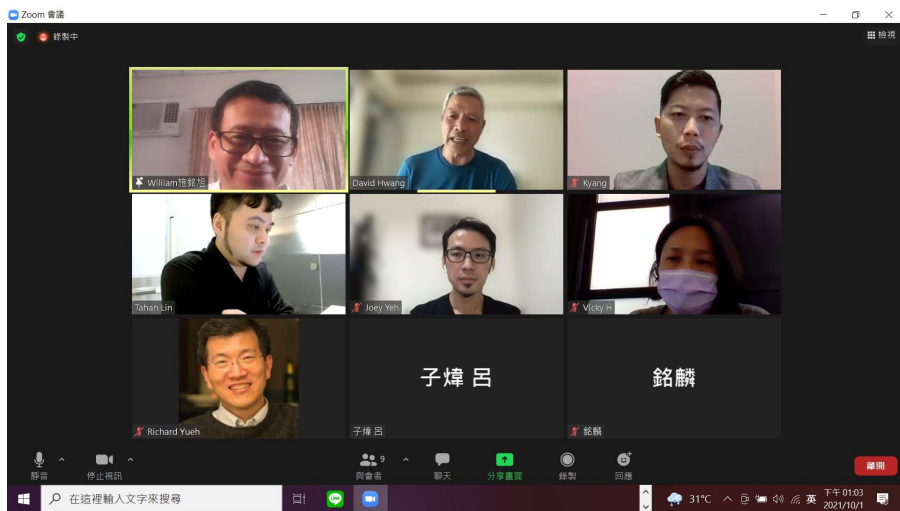 Zoom 會議
錄製中
檢視
William施銘旭
David Hwang
Kyang
Tahan Lin
Joey Yeh
Vicky H
子煒 呂
銘麟
Richard Yueh
子煒 呂
銘麟
9
靜音
停止視訊
與會者
聊天
分享畫面
錄製
回應
離開
在這裡輸入文字來搜尋
LINE
31°C
英
下午 01:03
2021/10/1